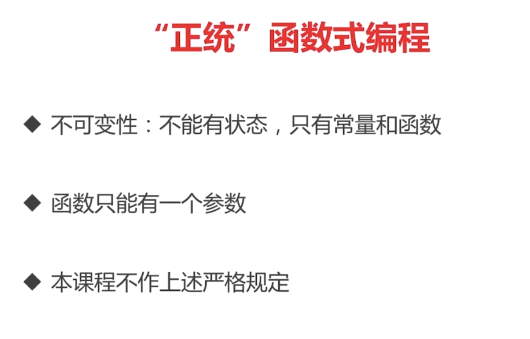 “正统”函数式编程
◆ 不可变性：不能有状态，只有常量和函数
◆ 函数只能有一个参数
◆ 本课程不作上述严格规定